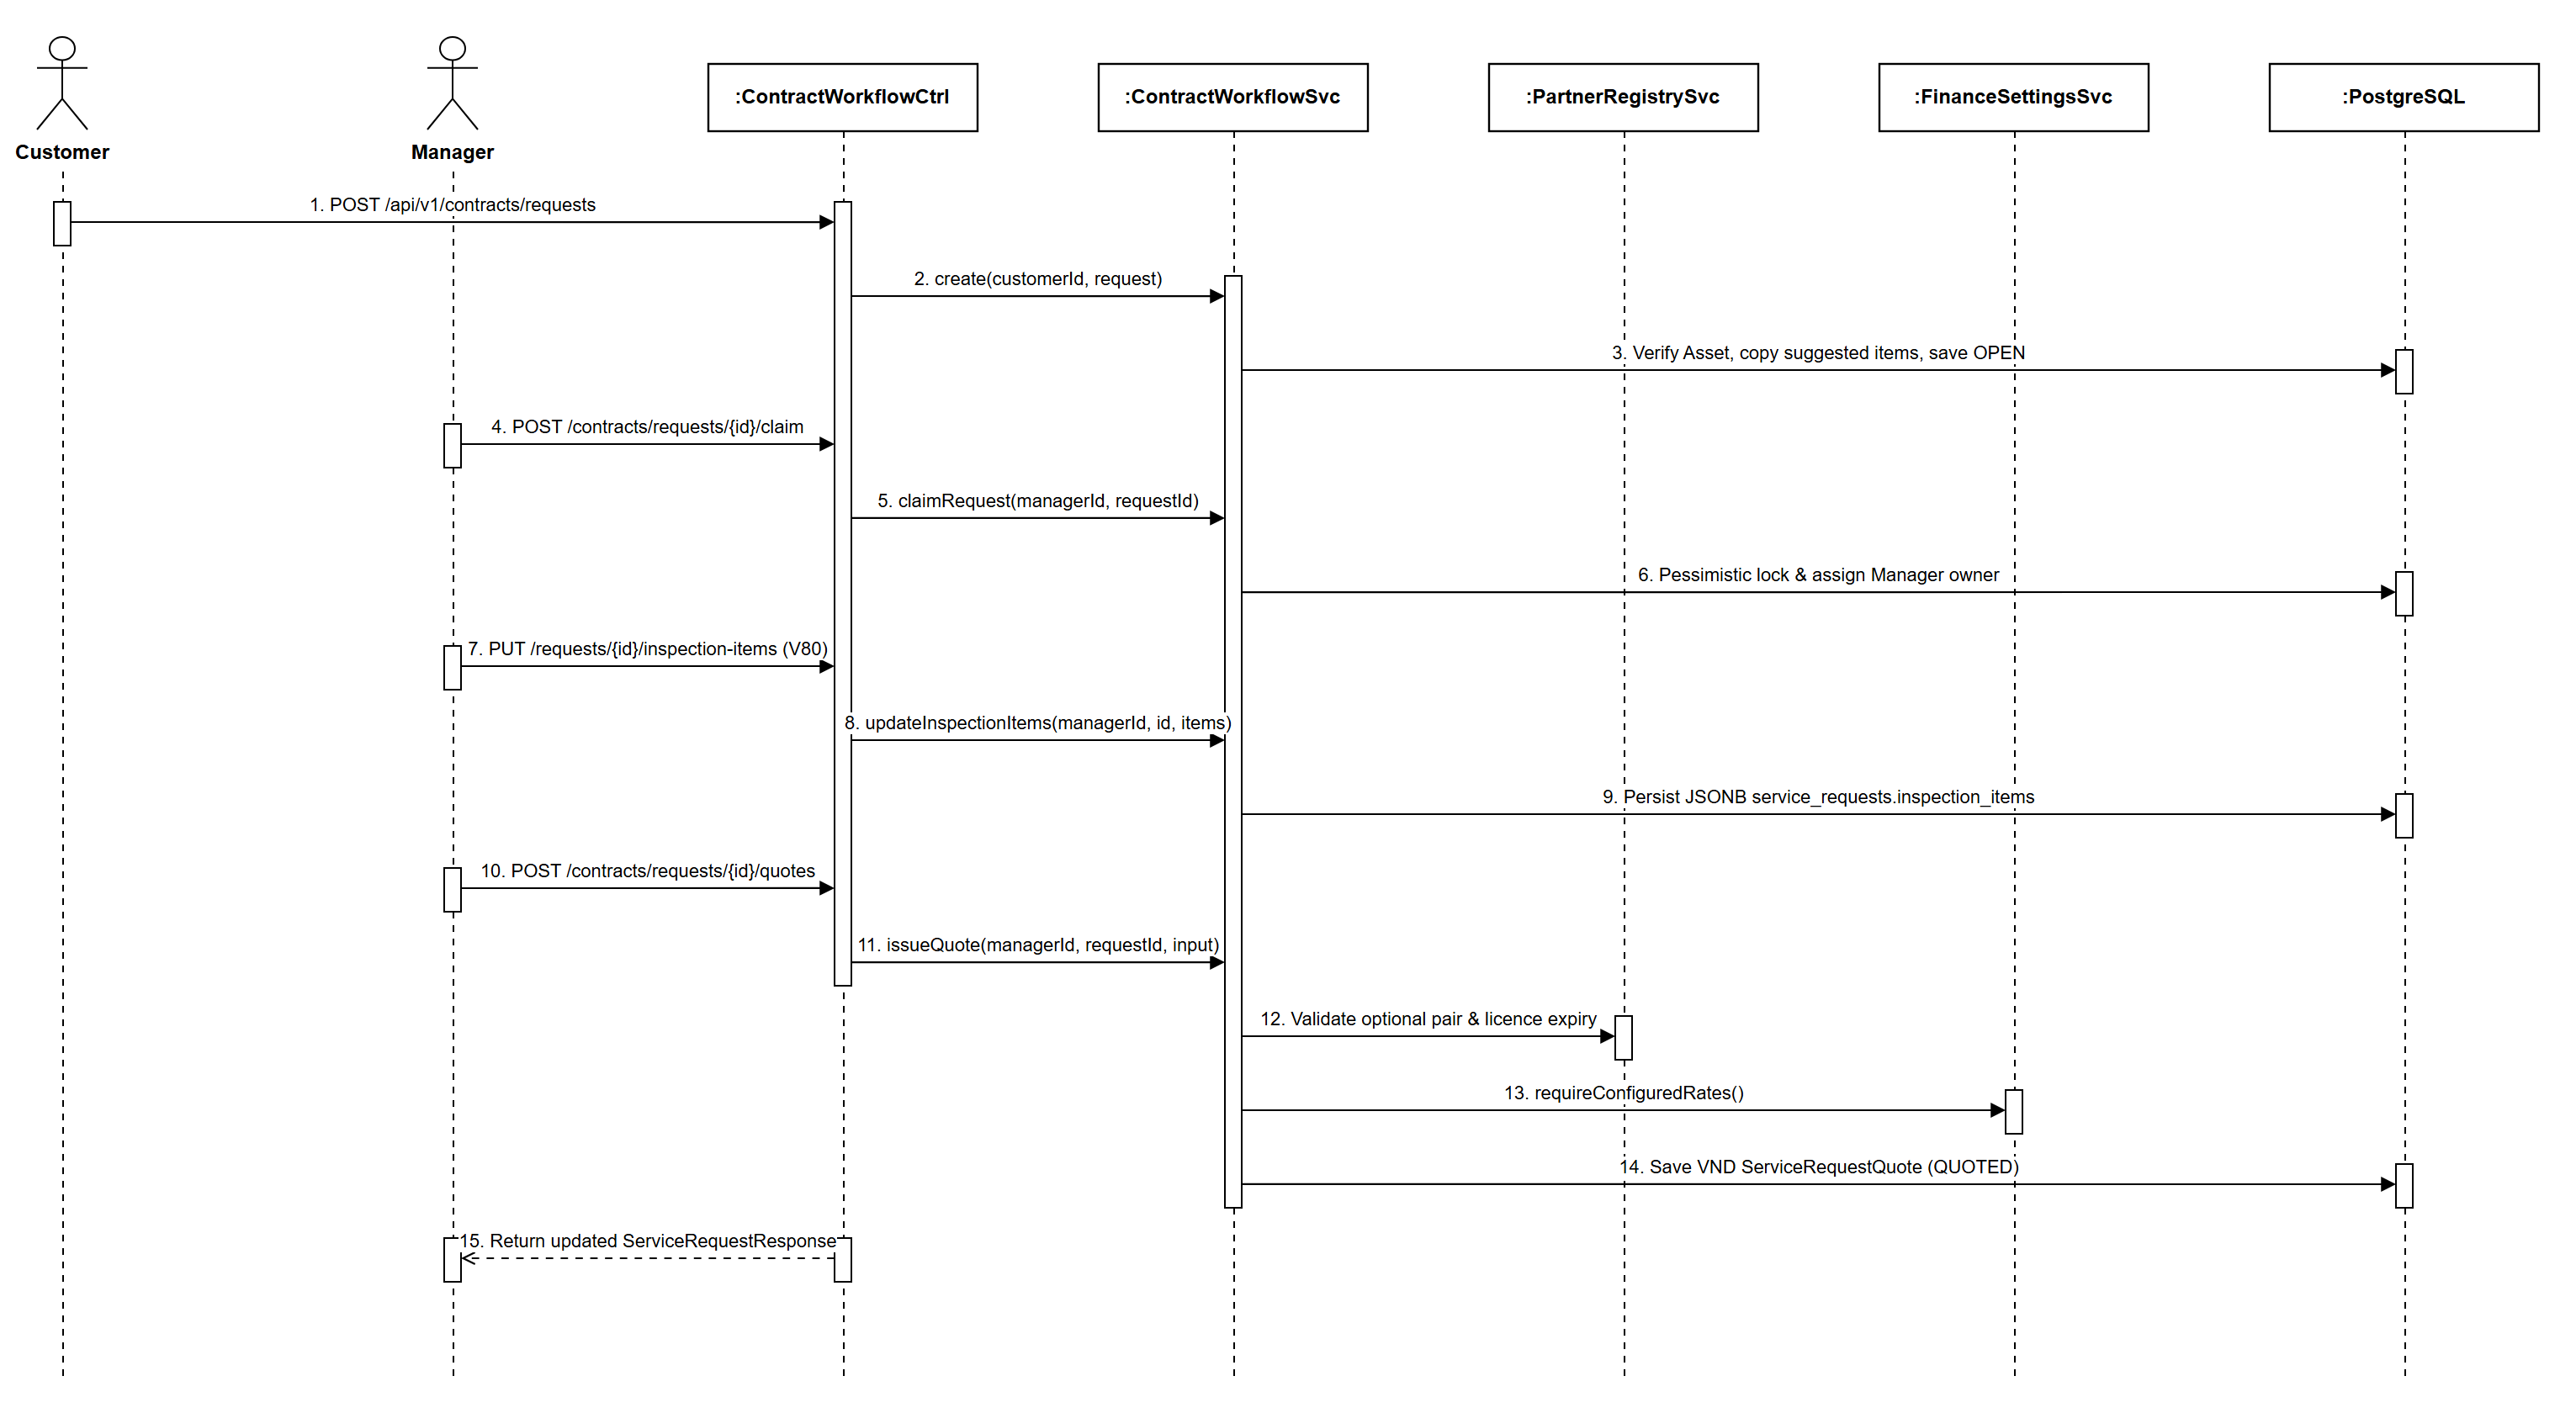 Customer
Manager
:ContractWorkflowCtrl
:ContractWorkflowSvc
:PartnerRegistrySvc
:FinanceSettingsSvc
:PostgreSQL
1. POST /api/v1/contracts/requests
2. create(customerId, request)
3. Verify Asset, copy suggested items, save OPEN
4. POST /contracts/requests/{id}/claim
5. claimRequest(managerId, requestId)
6. Pessimistic lock & assign Manager owner
7. PUT /requests/{id}/inspection-items (V80)
8. updateInspectionItems(managerId, id, items)
9. Persist JSONB service_requests.inspection_items
10. POST /contracts/requests/{id}/quotes
11. issueQuote(managerId, requestId, input)
12. Validate optional pair & licence expiry
13. requireConfiguredRates()
14. Save VND ServiceRequestQuote (QUOTED)
15. Return updated ServiceRequestResponse